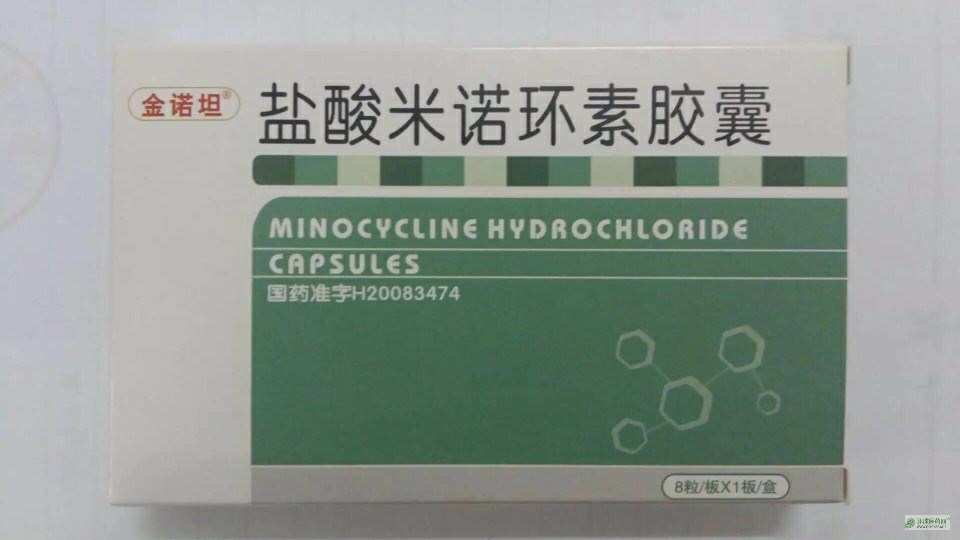 金诺坦®
盐酸米诺环素胶囊
MINOCYCLINE HYDROCHLORIDE
CAPSULES
国药准字H20083474
8粒/板X1板/盒